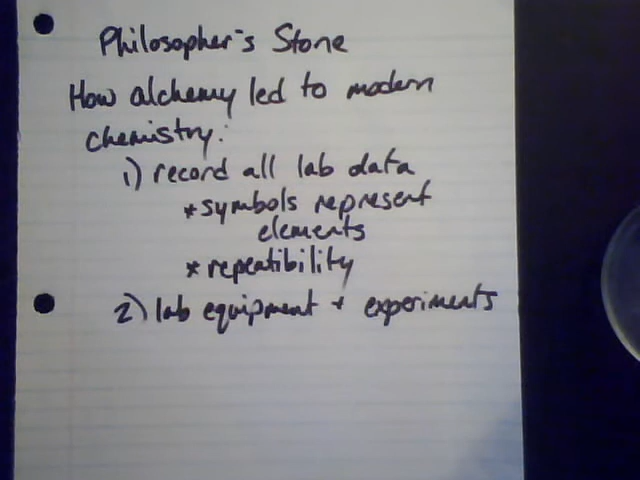 Philosopher's Stone
How alchemy led to modern
chemistry:
1) record all lab data
*symbols represent
elements
*repeatibility
2) lab equipment + experiments